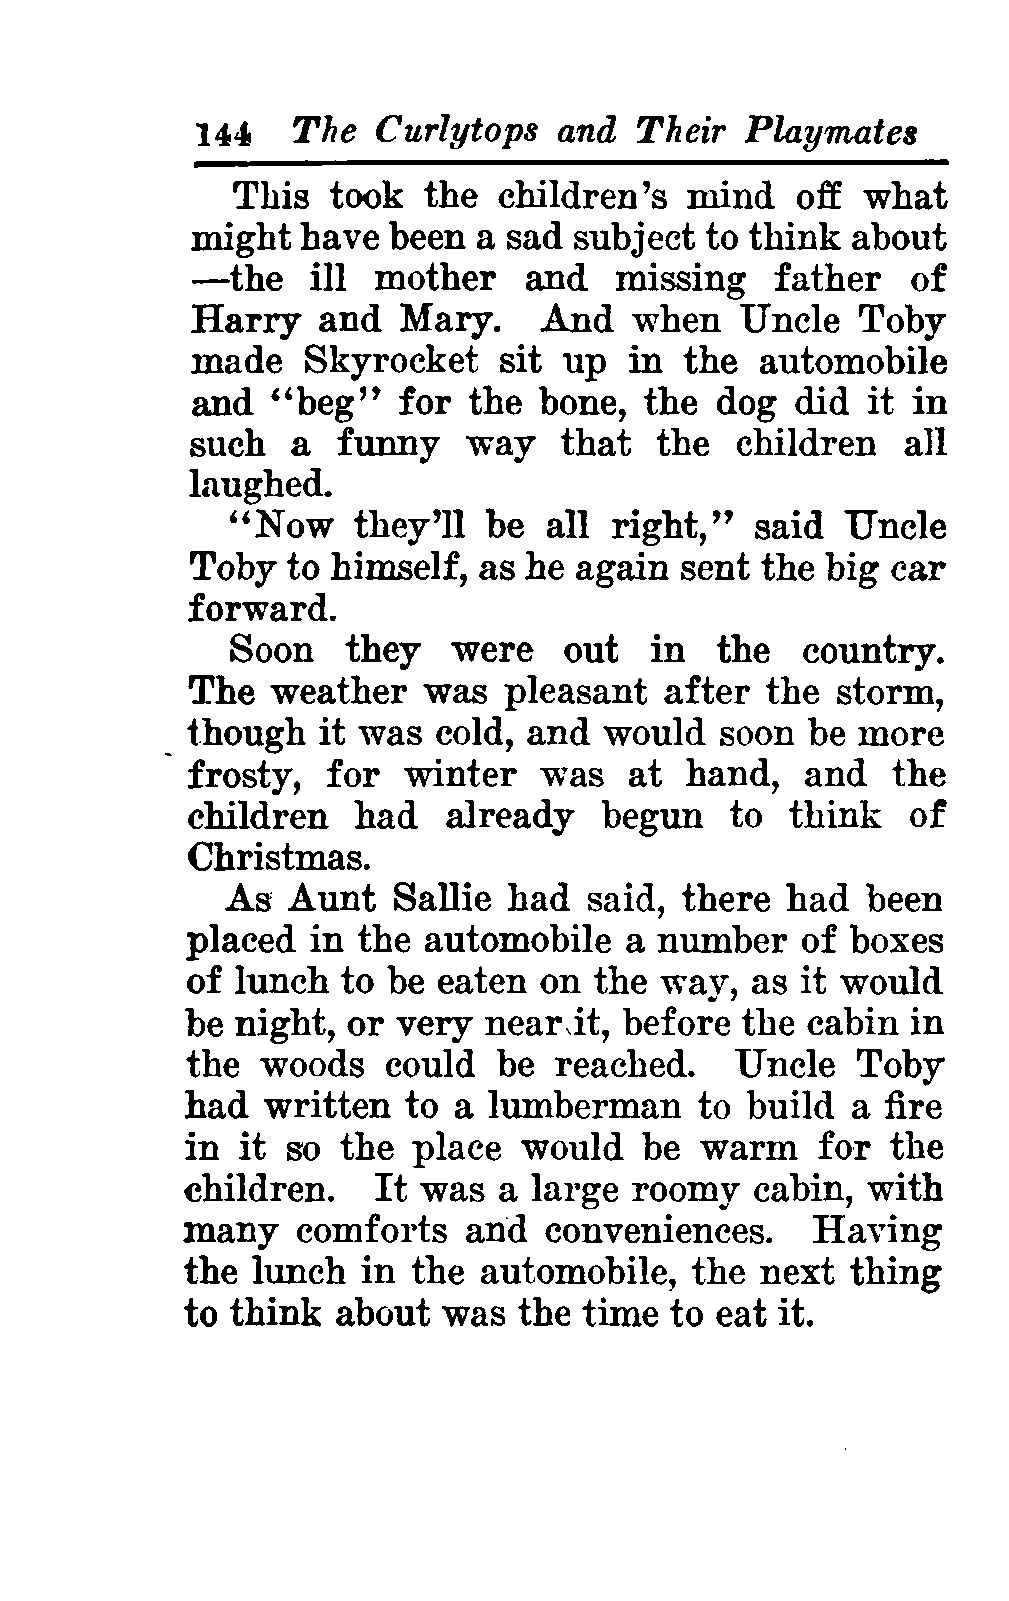 144 The Curlytops and Their Playmates
This took the children's mind off what
might have been a sad subject to think about
—the ill mother and missing father of
Harry and Mary. And when Uncle Toby
made Skyrocket sit up in the automobile
and "beg" for the bone, the dog did it in
such a funny way that the children all
laughed.
"Now they'll be all right," said Uncle
Toby to himself, as he again sent the big car
forward.
Soon they were out in the country.
The weather was pleasant after the storm,
though it was cold, and would soon be more
frosty, for winter was at hand, and the
children had already begun to think of
Christmas.
As Aunt Sallie had said, there had been
placed in the automobile a number of boxes
of lunch to be eaten on the way, as it would
be night, or very near it, before the cabin in
the woods could be reached. Uncle Toby
had written to a lumberman to build a fire
in it so the place would be warm for the
children. It was a large roomy cabin, with
many comforts and conveniences. Having
the lunch in the automobile, the next thing
to think about was the time to eat it.